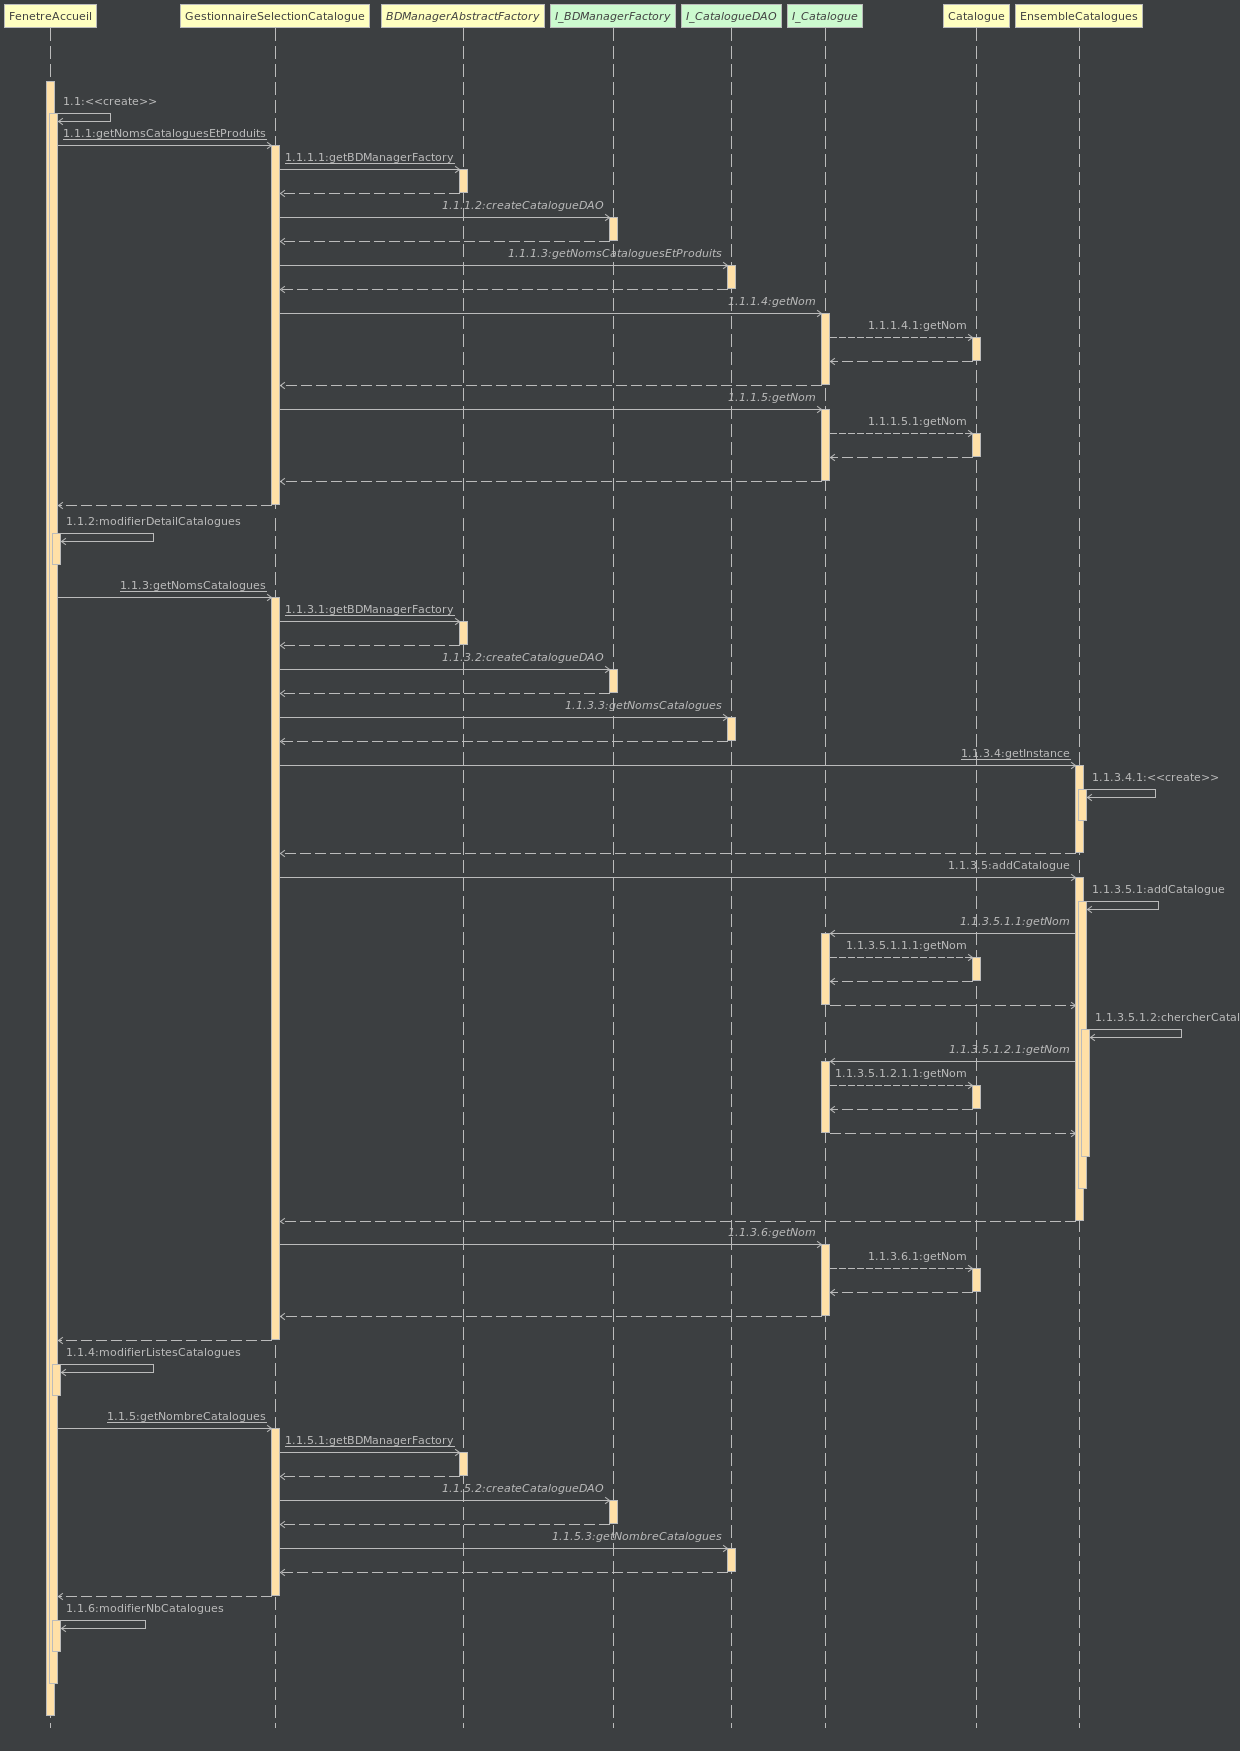 FenetreAccueil
GestionnaireSelectionCatalogue
BDManagerAbstractFactory
I_BDManagerFactory
I_CatalogueDAO
I_Catalogue
Catalogue
EnsembleCatalogues
1.1:<<create>>
1.1.1:getNomsCataloguesEtProduits
1.1.1.1:getBDManagerFactory
1.1.1.2:createCatalogueDAO
1.1.1.3:getNomsCataloguesEtProduits
1.1.1.4:getNom
1.1.1.4.1:getNom
1.1.1.5:getNom
1.1.1.5.1:getNom
1.1.2:modifierDetailCatalogues
1.1.3:getNomsCatalogues
1.1.3.1:getBDManagerFactory
1.1.3.2:createCatalogueDAO
1.1.3.3:getNomsCatalogues
1.1.3.4:getInstance
1.1.3.4.1:<<create>>
1.1.3.5:addCatalogue
1.1.3.5.1:addCatalogue
1.1.3.5.1.1:getNom
1.1.3.5.1.1.1:getNom
1.1.3.5.1.2:chercherCatal
1.1.3.5.1.2.1:getNom
1.1.3.5.1.2.1.1:getNom
1.1.3.6:getNom
1.1.3.6.1:getNom
1.1.4:modifierListesCatalogues
1.1.5:getNombreCatalogues
1.1.5.1:getBDManagerFactory
1.1.5.2:createCatalogueDAO
1.1.5.3:getNombreCatalogues
1.1.6:modifierNbCatalogues